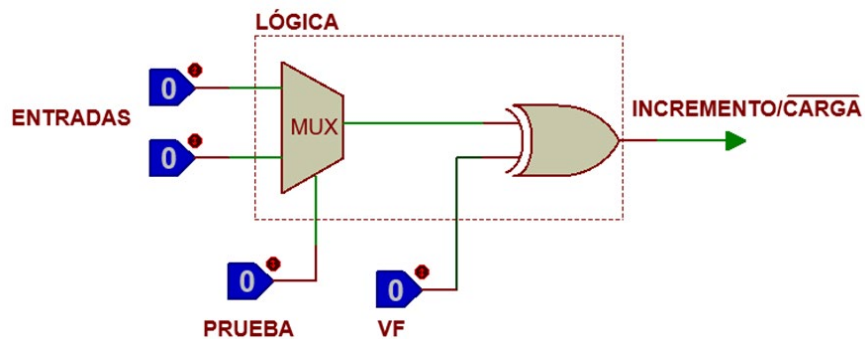 LÓGICA
0
ENTRADAS
0
MUX
INCREMENTO/CARGA
0
PRUEBA
0
VF